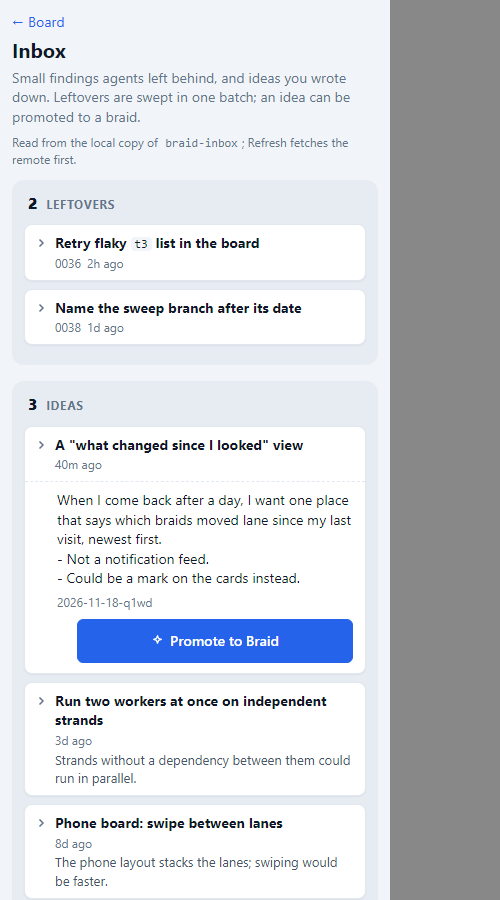 ← Board
Inbox
Small findings agents left behind, and ideas you wrote
down. Leftovers are swept in one batch; an idea can be
promoted to a braid.
Read from the local copy of braid-inbox ; Refresh fetches the
remote first.
2 LEFTOVERS
Retry flaky t3 list in the board
0036 2h ago
Name the sweep branch after its date
0038 1d ago
3 IDEAS
A "what changed since I looked" view
40m ago
When I come back after a day, I want one place
that says which braids moved lane since my last
visit, newest first.
- Not a notification feed.
- Could be a mark on the cards instead.
2026-11-18-q1wd
Promote to Braid
Run two workers at once on independent
strands
3d ago
Strands without a dependency between them could
run in parallel.
Phone board: swipe between lanes
8d ago
The phone layout stacks the lanes; swiping would
be faster.